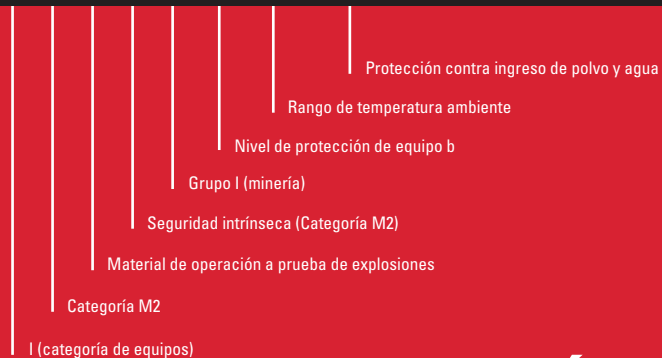 Protección contra ingreso de polvo y agua
Rango de temperatura ambiente
Nivel de protección de equipo b
Grupo I (minería)
Seguridad intrínseca (Categoría M2)
Material de operación a prueba de explosiones
Categoría M2
I (categoría de equipos)